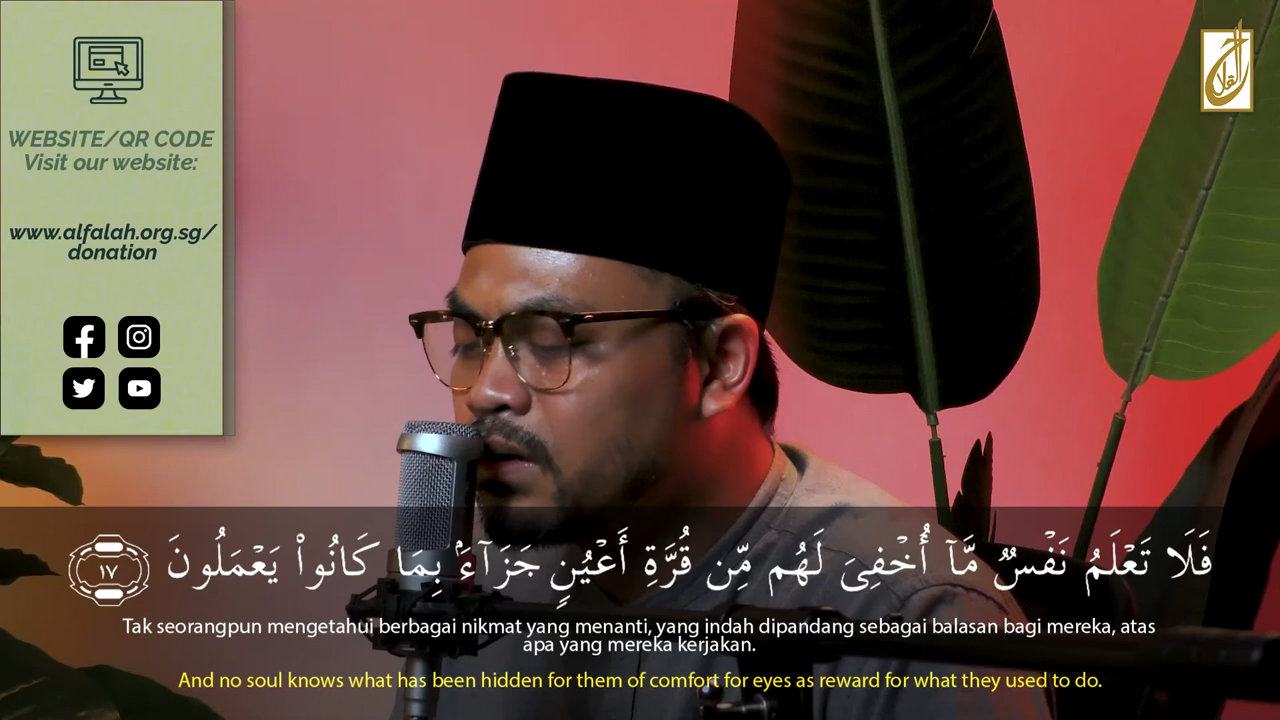 WEBSITE/QR CODE
Visit our website:
www.alfalah.org.sg/
donation
الفلاح
فَلَا تَعْلَمُ نَفْسٌ مَّآ أُخْفِىَ لَهُم مِّن قُرَّةِ أَعْيُنٍ جَزَآءًۢ بِمَا كَانُوا۟ يَعْمَلُونَ ١٧
Tak seorangpun mengetahui berbagai nikmat yang menanti, yang indah dipandang sebagai balasan bagi mereka, atas
apa yang mereka kerjakan.
And no soul knows what has been hidden for them of comfort for eyes as reward for what they used to do.